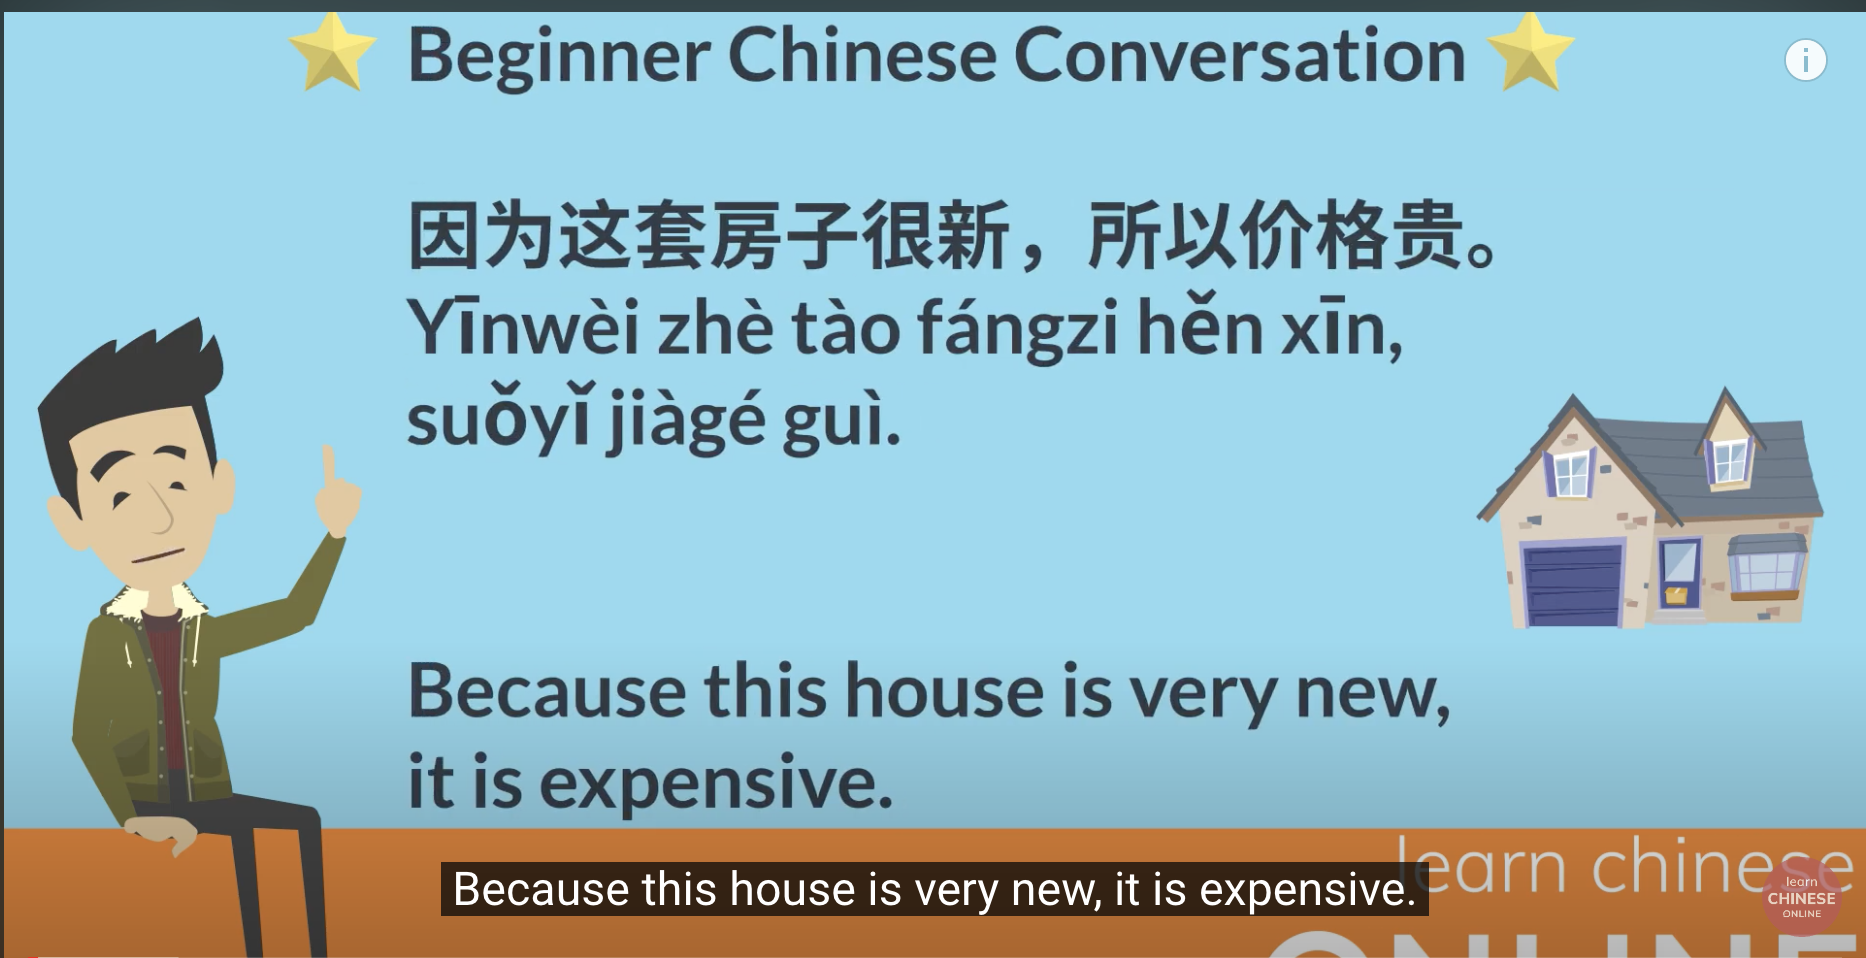 Beginner Chinese Conversation
因为这套房子很新，所以价格贵。
Yīnwèi zhè tào fángzi hěn xīn,
suǒyǐ jiàgé guì.
Because this house is very new,
it is expensive.
Because this house is very new, it is expensive.
learn chinese
ONLINE
learn
CHINESE
ONLINE